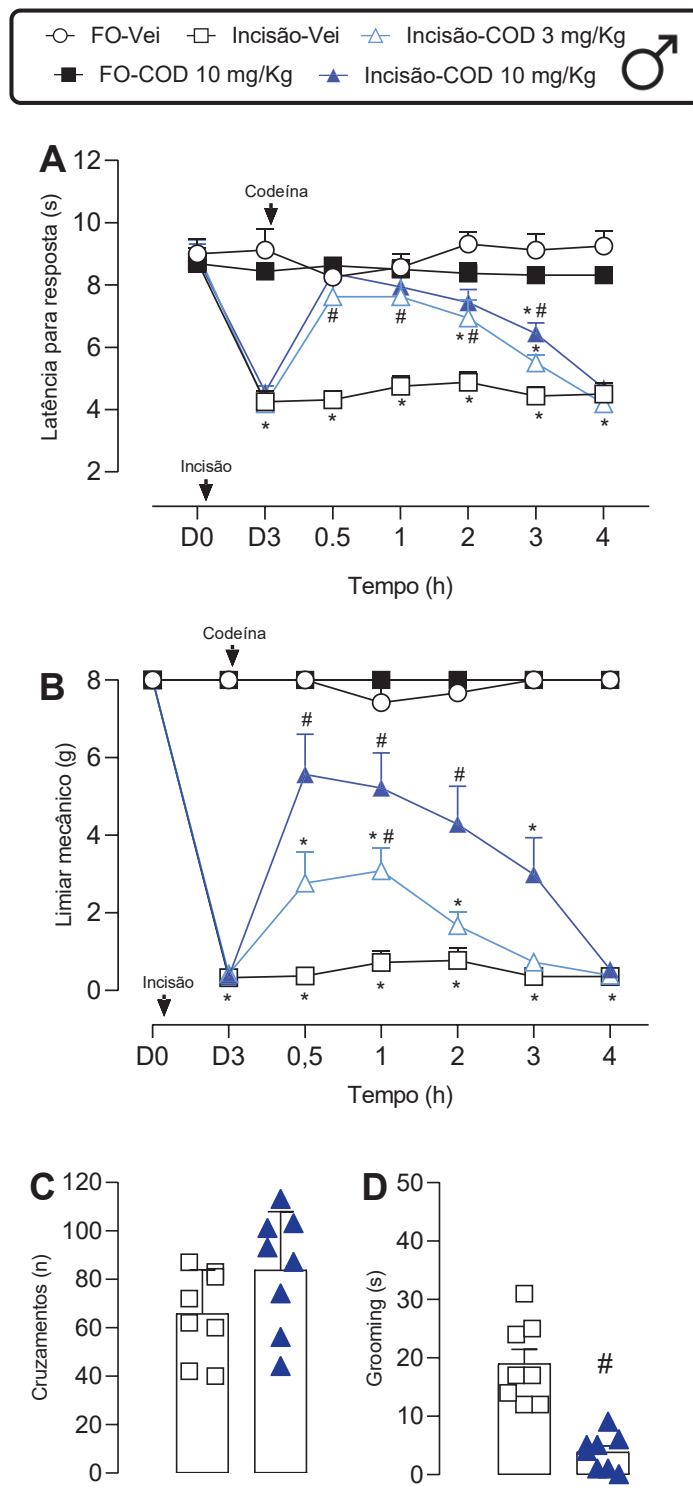 FO-Vei Incisão-Vei Incisão-COD 3 mg/Kg
FO-COD 10 mg/Kg Incisão-COD 10 mg/Kg
A
Latência para resposta (s)
12
10
8
6
4
2
Codeína
Incisão
# #
* #
* #
*
* * * * * *
D0 D3 0.5 1 2 3 4
Tempo (h)
B
Limiar mecânico (g)
8
6
4
2
0
Codeína
Incisão
# # #
* * # * *
* * * * * *
D0 D3 0,5 1 2 3 4
Tempo (h)
C
Cruzamentos (n)
120
100
80
60
40
20
0
D
Grooming (s)
50
40
30
20
10
0
#